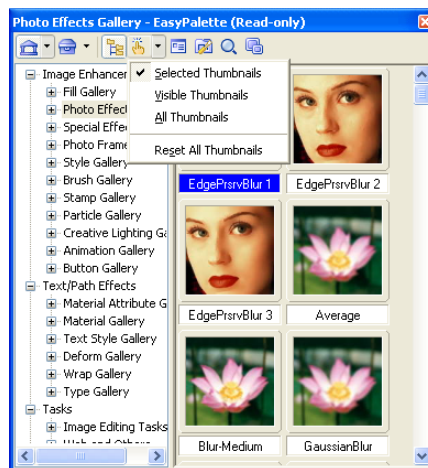 Photo Effects Gallery - EasyPalette (Read-only)
Selected Thumbnails
Visible Thumbnails
All Thumbnails
Reset All Thumbnails
Image Enhancer
Fill Gallery
Photo Effect
Special Effe
Photo Frame
Style Gallery
Brush Gallery
Stamp Gallery
Particle Gallery
Creative Lighting Ga
Animation Gallery
Button Gallery
Text/Path Effects
Material Attribute G
Material Gallery
Text Style Gallery
Deform Gallery
Wrap Gallery
Type Gallery
Tasks
Image Editing Tasks
EdgePrsrvBlur 1
EdgePrsrvBlur 2
EdgePrsrvBlur 3
Average
Blur-Medium
GaussianBlur